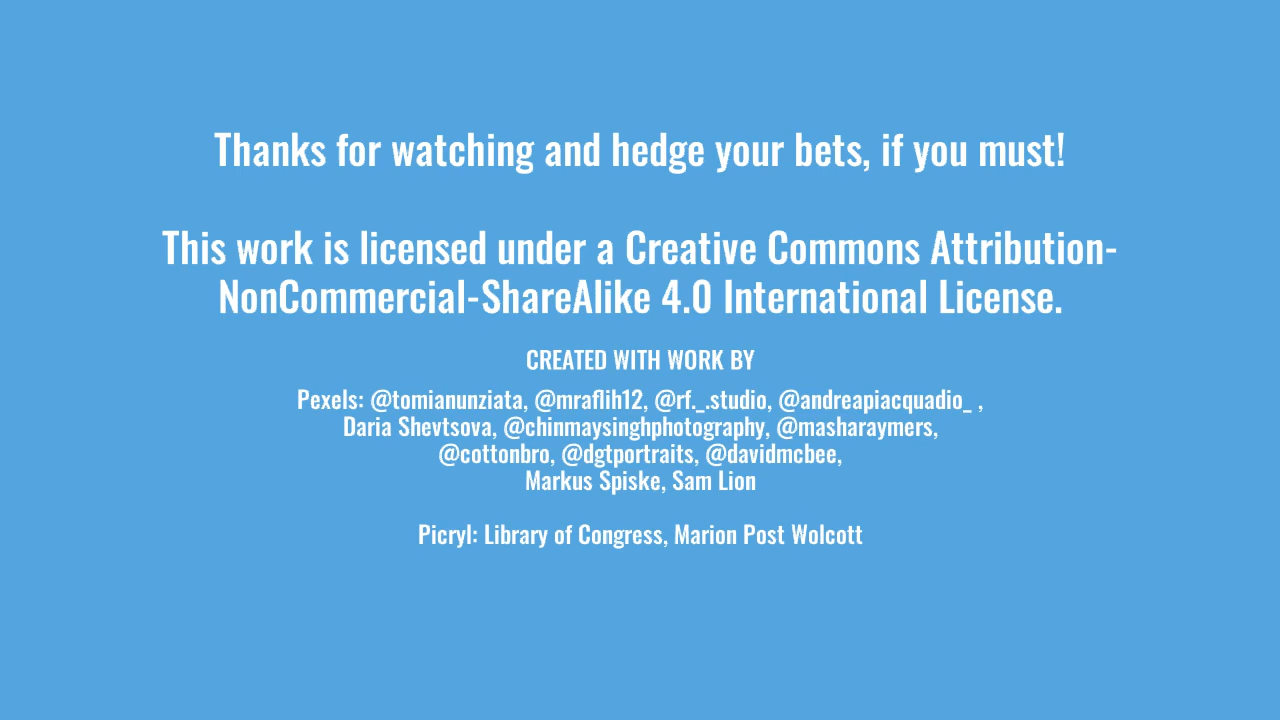 Thanks for watching and hedge your bets, if you must!
This work is licensed under a Creative Commons Attribution-
NonCommercial-ShareAlike 4.0 International License.
CREATED WITH WORK BY
Pexels: @tomianunziata, @mraflih12, @rf._.studio, @andreapiacquadio_ ,
Daria Shevtsova, @chinmaysinghphotography, @masharaymers,
@cottonbro, @dgtportraits, @davidmcbee,
Markus Spiske, Sam Lion
Picryl: Library of Congress, Marion Post Wolcott